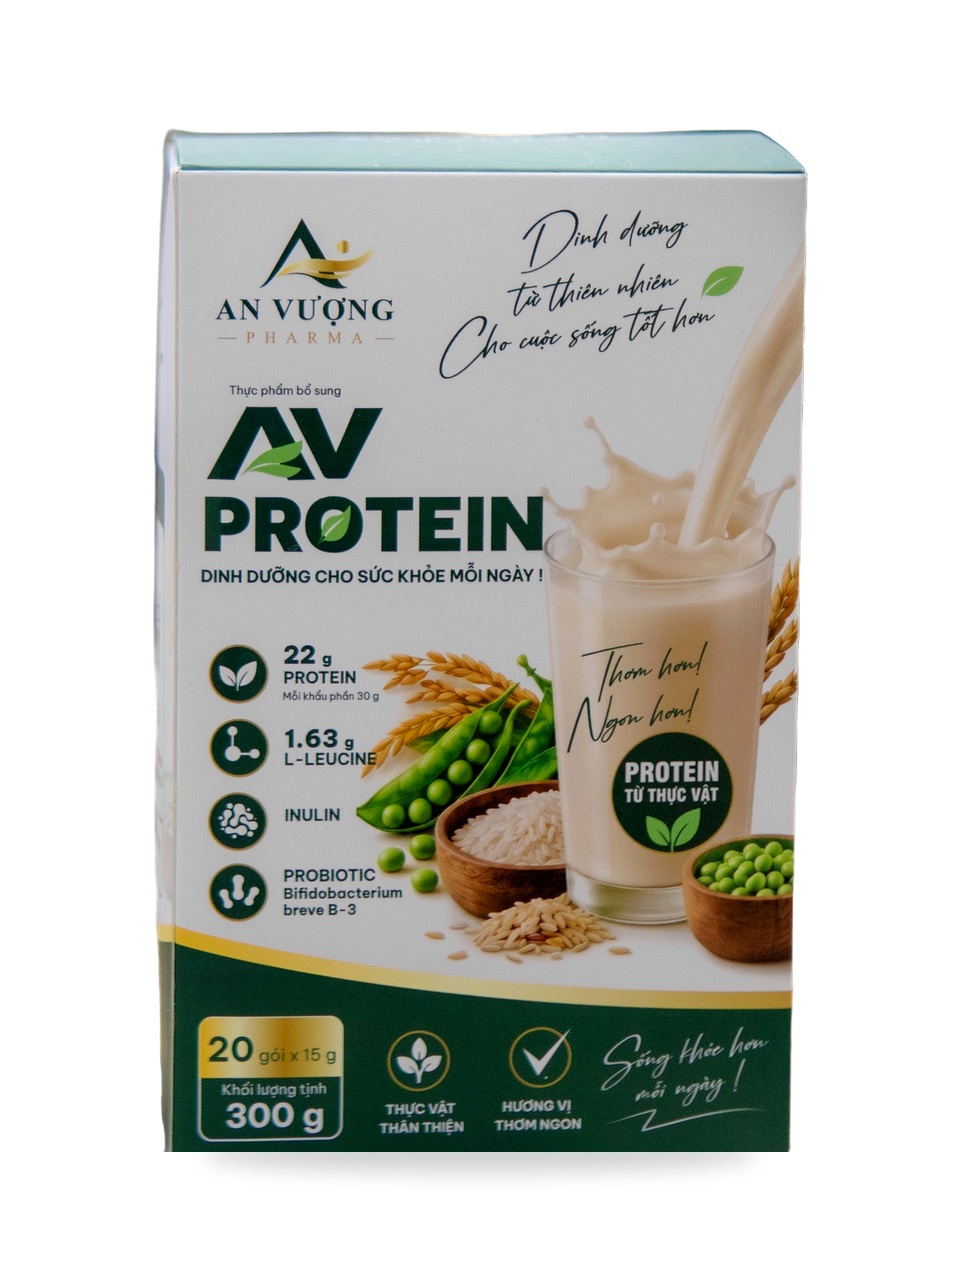 AN VƯỢNG
PHARMA
Dinh dưỡng
từ thiên nhiên
Cho cuộc sống tốt hơn
Thực phẩm bổ sung
AV
PROTEIN
DINH DƯỠNG CHO SỨC KHỎE MỖI NGÀY !
22 g
PROTEIN
Mỗi khẩu phần 30 g
1.63 g
L-LEUCINE
INULIN
PROBIOTIC
Bifidobacterium
breve B-3
Thơm hơn!
Ngon hơn!
PROTEIN
TỪ THỰC VẬT
20 gói x 15 g
Khối lượng tịnh
300 g
THỰC VẬT
THÂN THIỆN
HƯƠNG VỊ
THƠM NGON
Sống khỏe hơn
mỗi ngày !